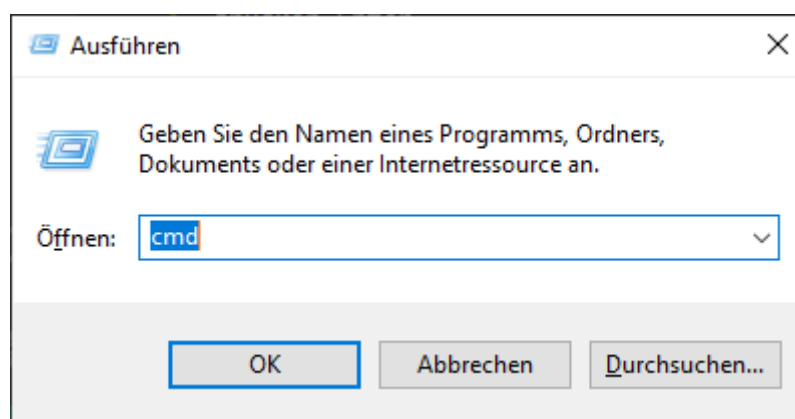 Ausführen
Geben Sie den Namen eines Programms, Ordners,
Dokuments oder einer Internetressource an.
Öffnen: cmd
OK Abbrechen Durchsuchen...